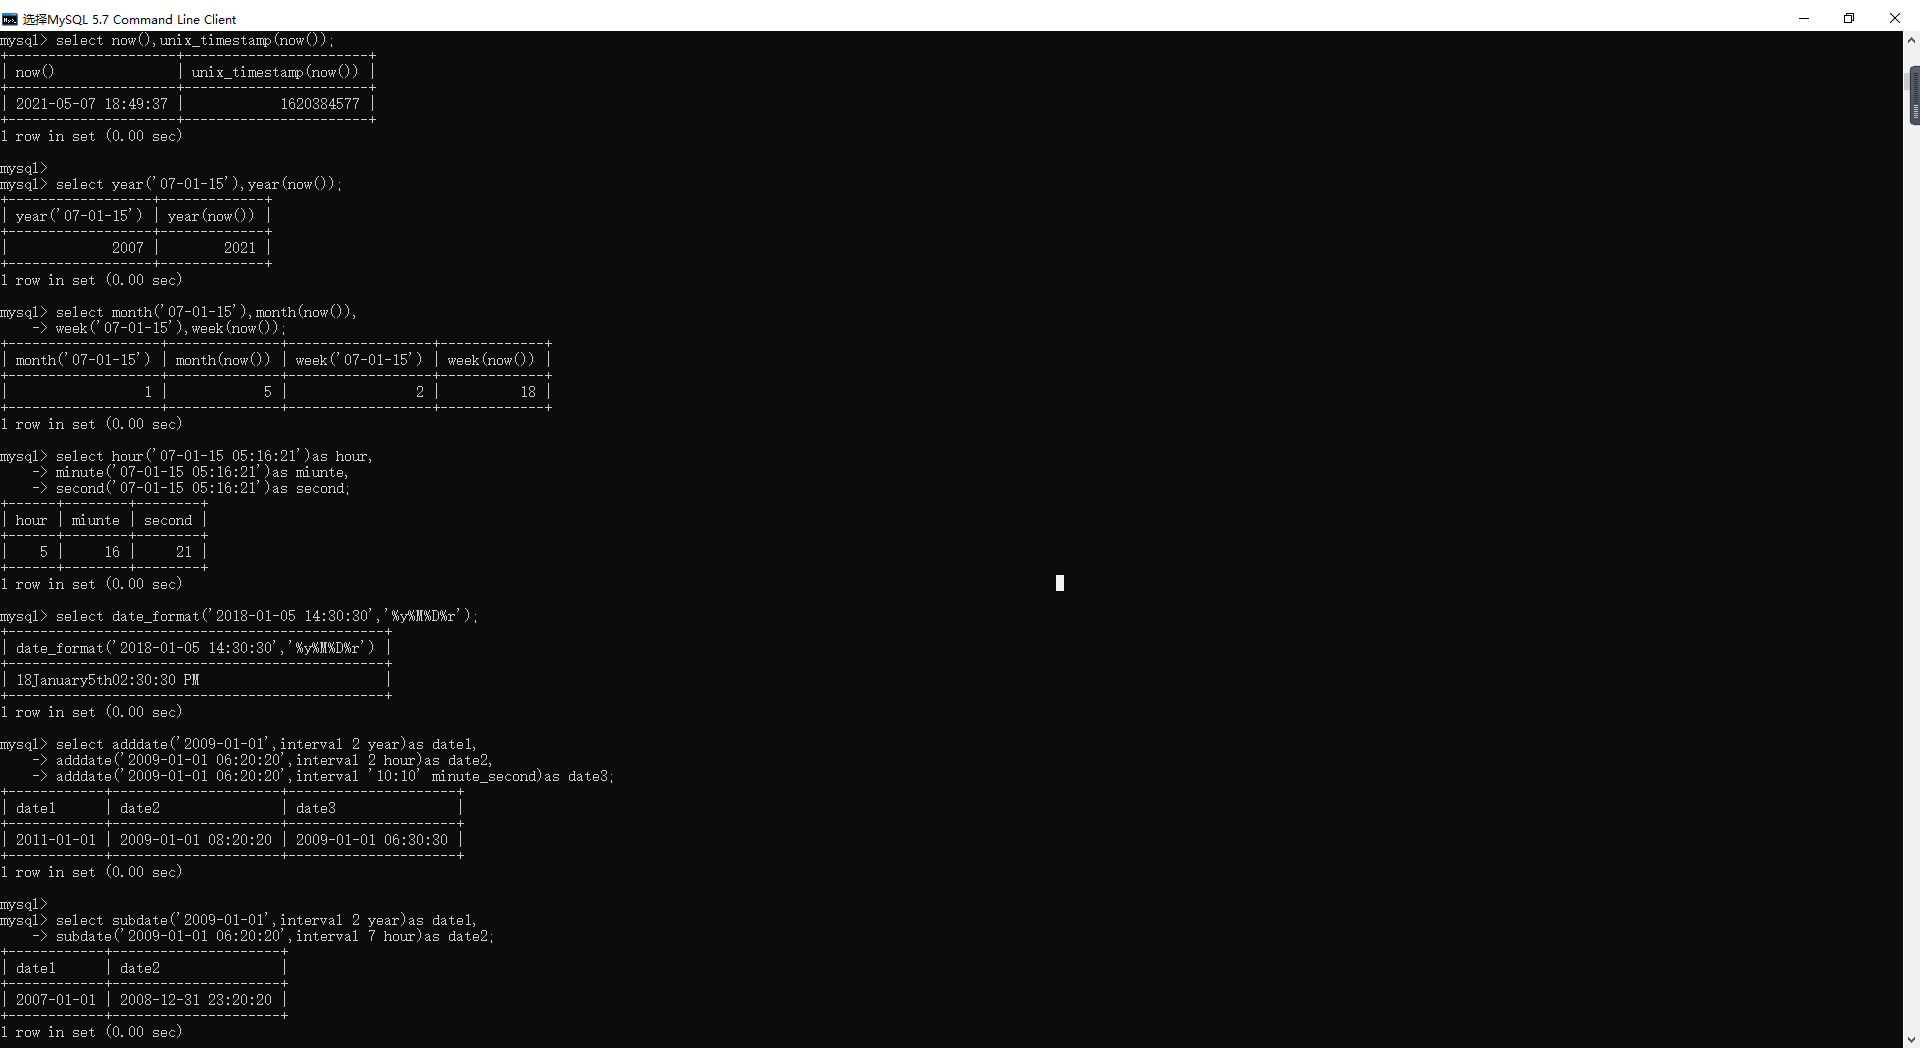 选择MySQL 5.7 Command Line Client
mysql> select now(),unix_timestamp(now());
+---------------------+-----------------------+
| now()               | unix_timestamp(now()) |
+---------------------+-----------------------+
| 2021-05-07 18:49:37 |            1620384577 |
+---------------------+-----------------------+
1 row in set (0.00 sec)
mysql>
mysql> select year('07-01-15'),year(now());
+------------------+-------------+
| year('07-01-15') | year(now()) |
+------------------+-------------+
|             2007 |        2021 |
+------------------+-------------+
1 row in set (0.00 sec)
mysql> select month('07-01-15'),month(now()),
    -> week('07-01-15'),week(now());
+-------------------+--------------+------------------+-------------+
| month('07-01-15') | month(now()) | week('07-01-15') | week(now()) |
+-------------------+--------------+------------------+-------------+
|                 1 |            5 |                2 |          18 |
+-------------------+--------------+------------------+-------------+
1 row in set (0.00 sec)
mysql> select hour('07-01-15 05:16:21')as hour,
    -> minute('07-01-15 05:16:21')as miunte,
    -> second('07-01-15 05:16:21')as second;
+------+--------+--------+
| hour | miunte | second |
+------+--------+--------+
|    5 |     16 |     21 |
+------+--------+--------+
1 row in set (0.00 sec)
mysql> select date_format('2018-01-05 14:30:30','%y%M%D%r');
+-----------------------------------------------+
| date_format('2018-01-05 14:30:30','%y%M%D%r') |
+-----------------------------------------------+
| 18January5th02:30:30 PM                       |
+-----------------------------------------------+
1 row in set (0.00 sec)
mysql> select adddate('2009-01-01',interval 2 year)as date1,
    -> adddate('2009-01-01 06:20:20',interval 2 hour)as date2,
    -> adddate('2009-01-01 06:20:20',interval '10:10' minute_second)as date3;
+------------+---------------------+---------------------+
| date1      | date2               | date3               |
+------------+---------------------+---------------------+
| 2011-01-01 | 2009-01-01 08:20:20 | 2009-01-01 06:30:30 |
+------------+---------------------+---------------------+
1 row in set (0.00 sec)
mysql>
mysql> select subdate('2009-01-01',interval 2 year)as date1,
    -> subdate('2009-01-01 06:20:20',interval 7 hour)as date2;
+------------+---------------------+
| date1      | date2               |
+------------+---------------------+
| 2007-01-01 | 2008-12-31 23:20:20 |
+------------+---------------------+
1 row in set (0.00 sec)